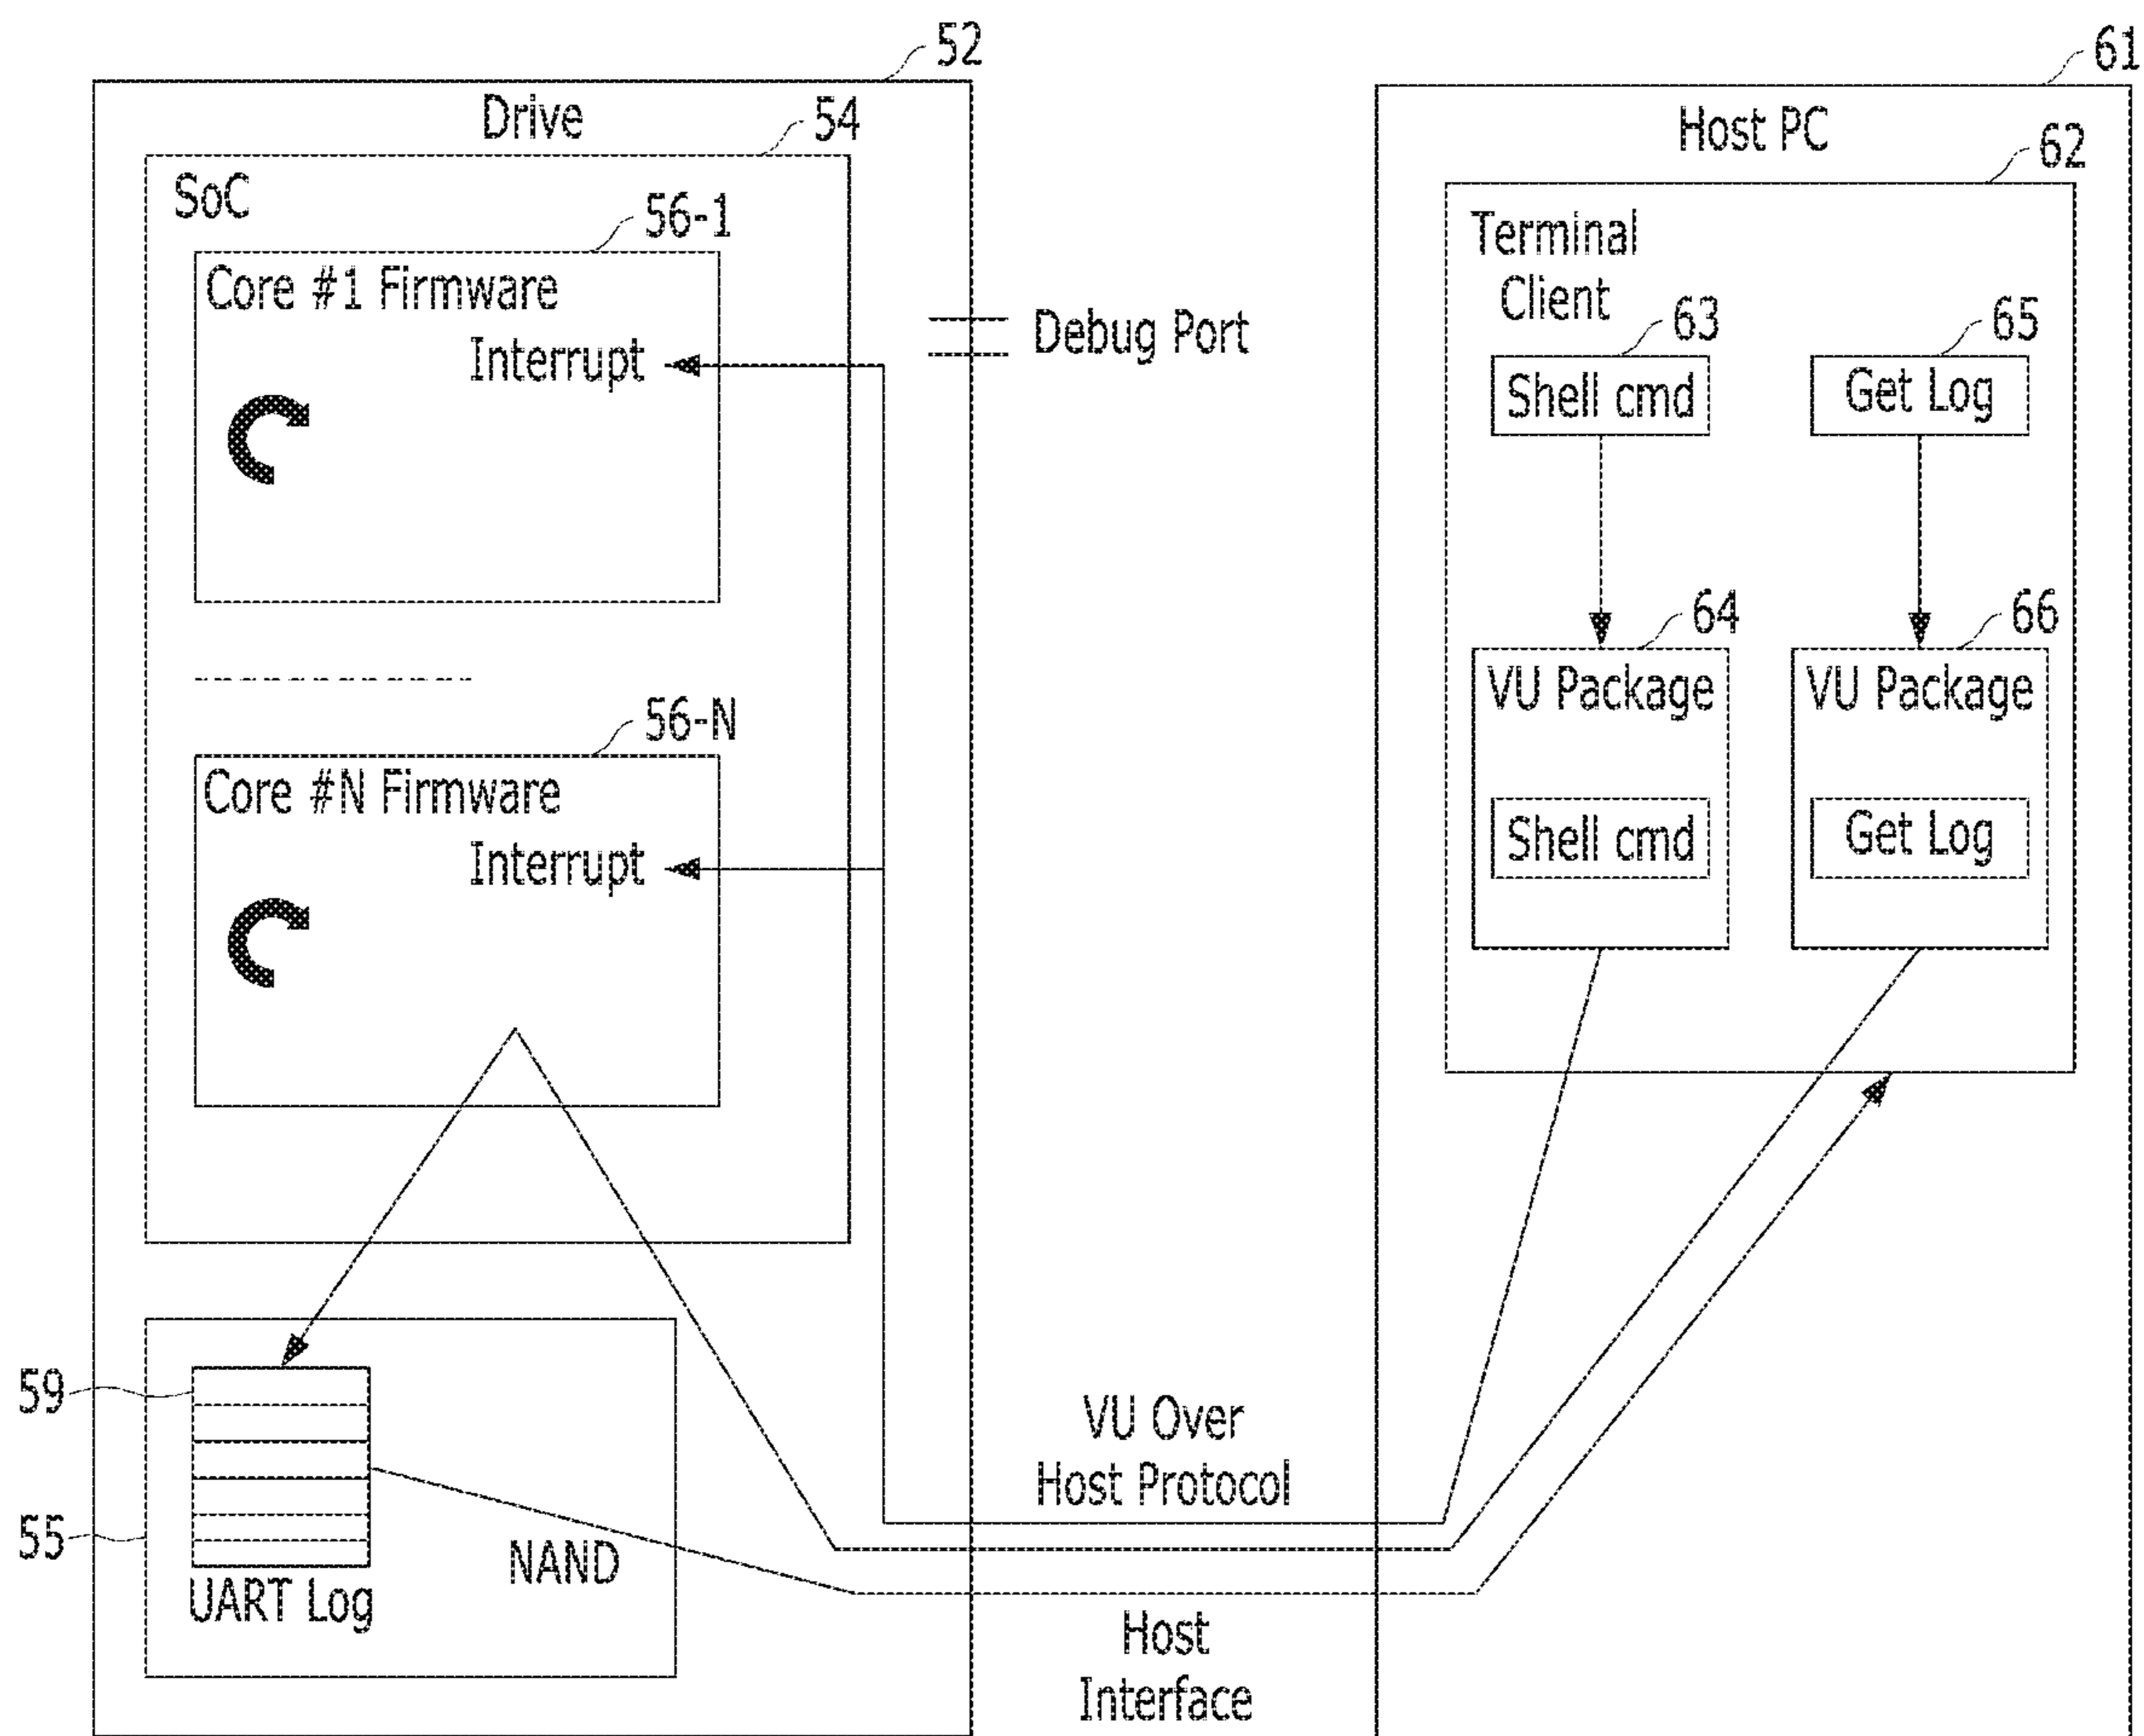 52
Drive
54
SoC
56-1
Core #1 Firmware
Interrupt
56-N
Core #N Firmware
Interrupt
59
UART Log
55
NAND
Debug Port
VU Over
Host Protocol
Host
Interface
61
Host PC
62
Terminal
Client
63
65
Shell cmd
Get Log
64
66
VU Package
VU Package
Shell cmd
Get Log